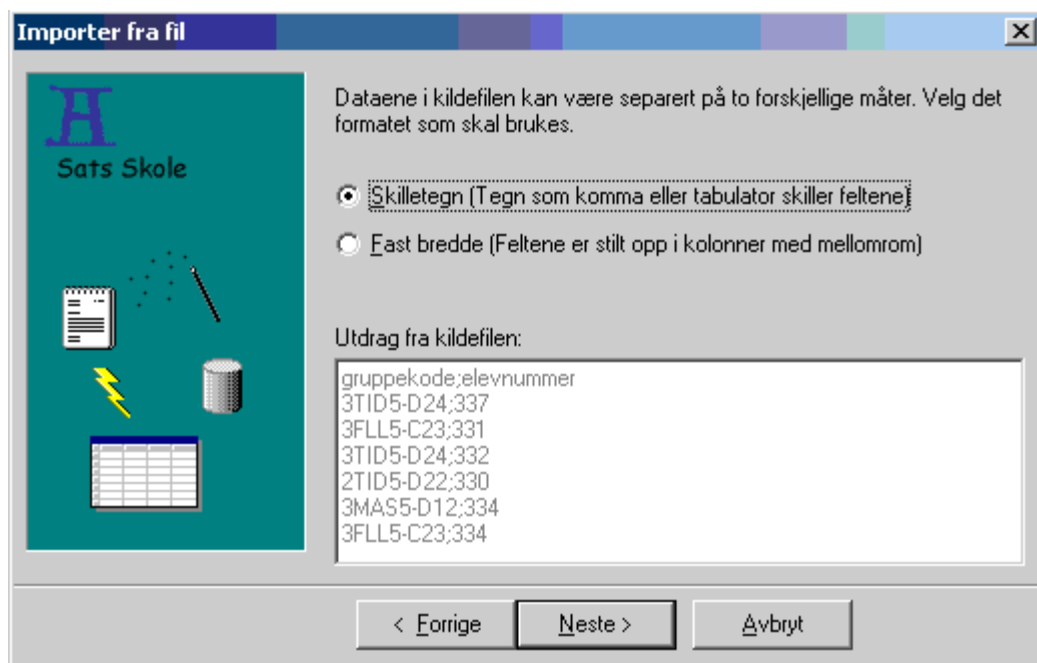 Importer fra fil
A
Sats Skole
Dataene i kildefilen kan være separert på to forskjellige måter. Velg det
formatet som skal brukes.
Skilletegn (Tegn som komma eller tabulator skiller feltene)
Fast bredde (Feltene er stilt opp i kolonner med mellomrom)
Utdrag fra kildefilen:
gruppekode;elevnummer
3TID5-D24;337
3FLL5-C23;331
3TID5-D24;332
2TID5-D22;330
3MAS5-D12;334
3FLL5-C23;334
< Forrige
Neste >
Avbryt